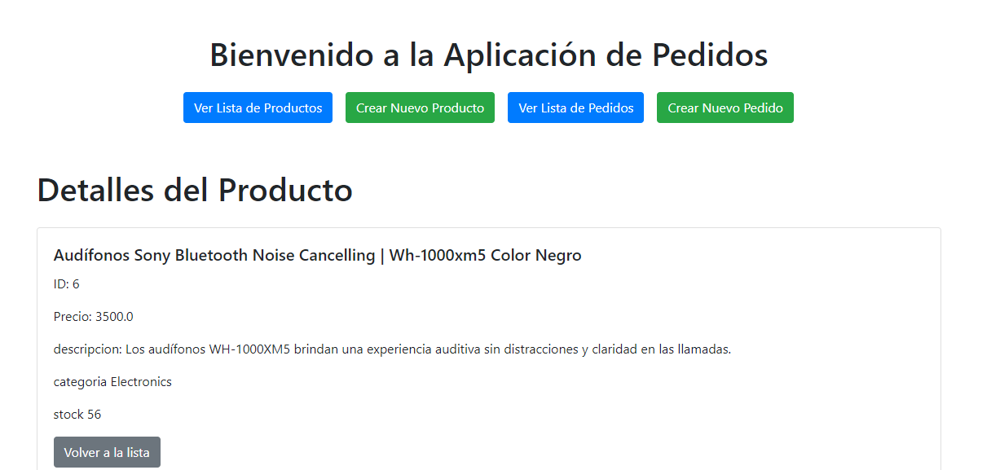 Bienvenido a la Aplicación de Pedidos
Ver Lista de Productos Crear Nuevo Producto Ver Lista de Pedidos Crear Nuevo Pedido
Detalles del Producto
Audífonos Sony Bluetooth Noise Cancelling | Wh-1000xm5 Color Negro
ID: 6
Precio: 3500.0
descripcion: Los audífonos WH-1000XM5 brindan una experiencia auditiva sin distracciones y claridad en las llamadas.
categoria Electronics
stock 56
Volver a la lista